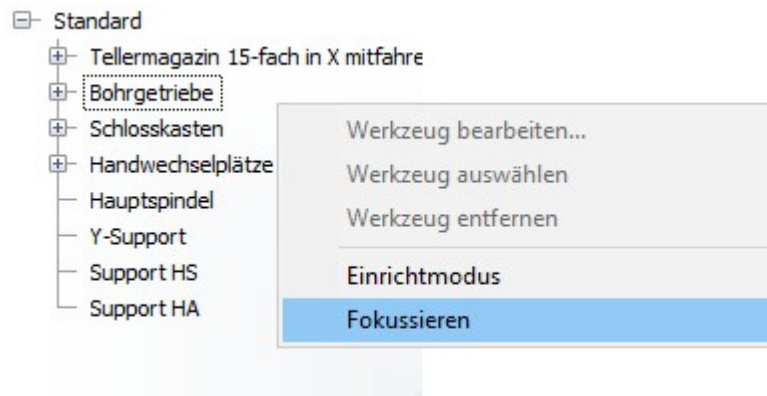 Standard
Tellermagazin 15-fach in X mitfahre
Bohrgetriebe
Schlosskasten
Handwechselplätze
Hauptspindel
Y-Support
Support HS
Support HA
Werkzeug bearbeiten...
Werkzeug auswählen
Werkzeug entfernen
Einrichtmodus
Fokussieren